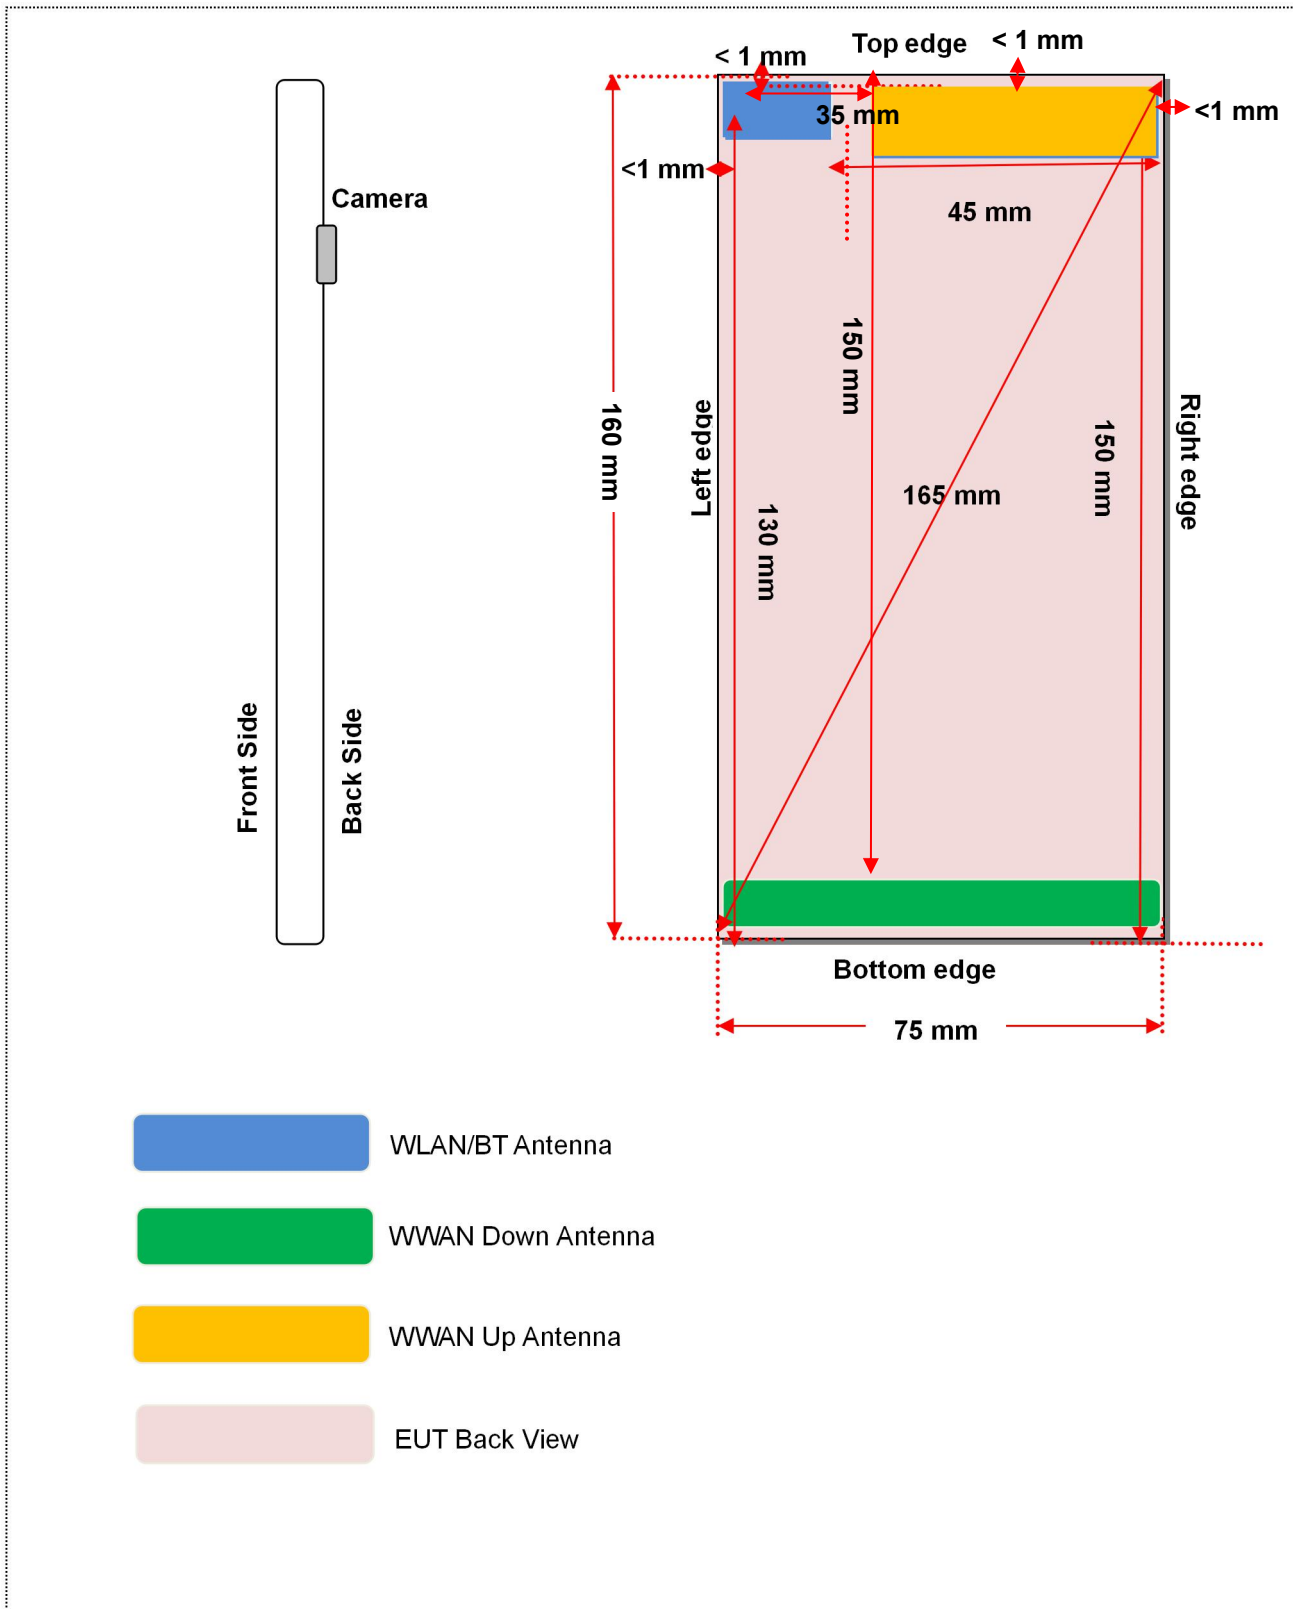 Top edge
< 1 mm
< 1 mm
<1 mm
35 mm
<1 mm
Camera
45 mm
150 mm
Left edge
160 mm
Right edge
150 mm
165 mm
130 mm
Front Side
Back Side
Bottom edge
75 mm
WLAN/BT Antenna
WWAN Down Antenna
WWAN Up Antenna
EUT Back View